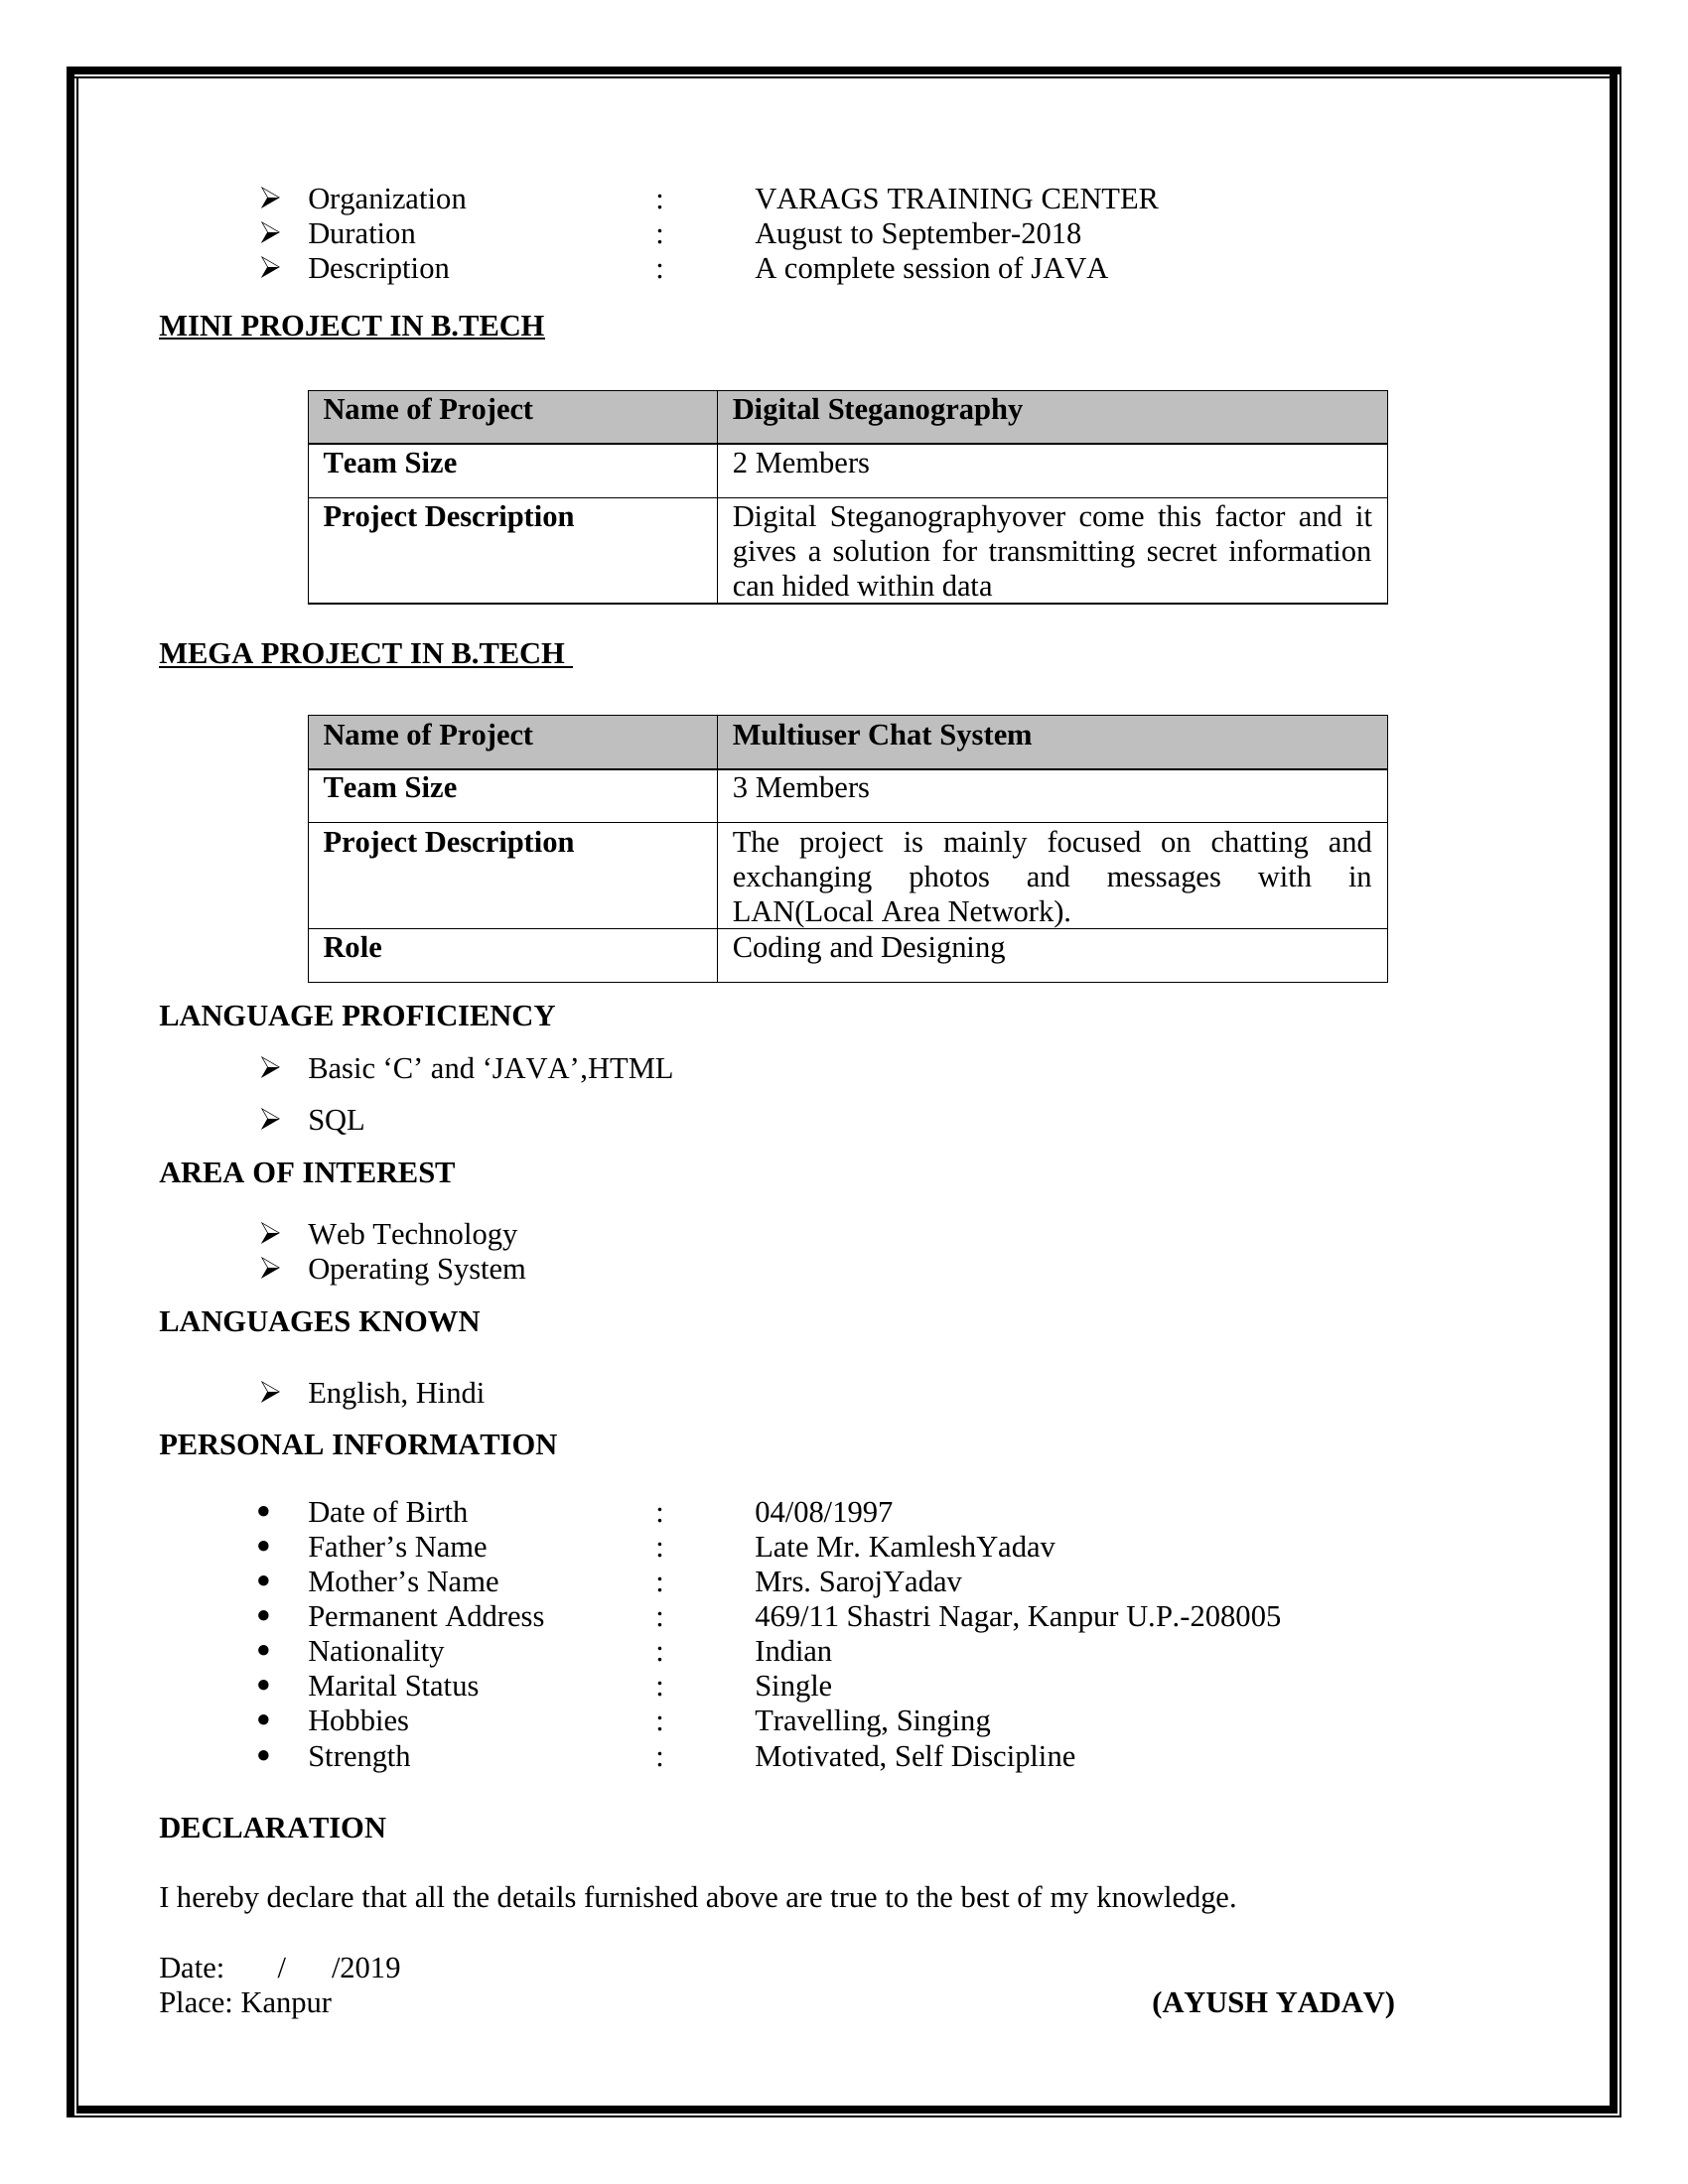 ➢ Organization : VARAGS TRAINING CENTER
➢ Duration : August to September-2018
➢ Description : A complete session of JAVA
MINI PROJECT IN B.TECH
Name of Project Digital Steganography
Team Size 2 Members
Project Description Digital Steganographyover come this factor and it
gives a solution for transmitting secret information
can hided within data
MEGA PROJECT IN B.TECH
Name of Project Multiuser Chat System
Team Size 3 Members
Project Description The project is mainly focused on chatting and
exchanging photos and messages with in
LAN(Local Area Network).
Role Coding and Designing
LANGUAGE PROFICIENCY
➢ Basic ‘C’ and ‘JAVA’,HTML
➢ SQL
AREA OF INTEREST
➢ Web Technology
➢ Operating System
LANGUAGES KNOWN
➢ English, Hindi
PERSONAL INFORMATION
• Date of Birth : 04/08/1997
• Father’s Name : Late Mr. KamleshYadav
• Mother’s Name : Mrs. SarojYadav
• Permanent Address : 469/11 Shastri Nagar, Kanpur U.P.-208005
• Nationality : Indian
• Marital Status : Single
• Hobbies : Travelling, Singing
• Strength : Motivated, Self Discipline
DECLARATION
I hereby declare that all the details furnished above are true to the best of my knowledge.
Date: / /2019
Place: Kanpur (AYUSH YADAV)